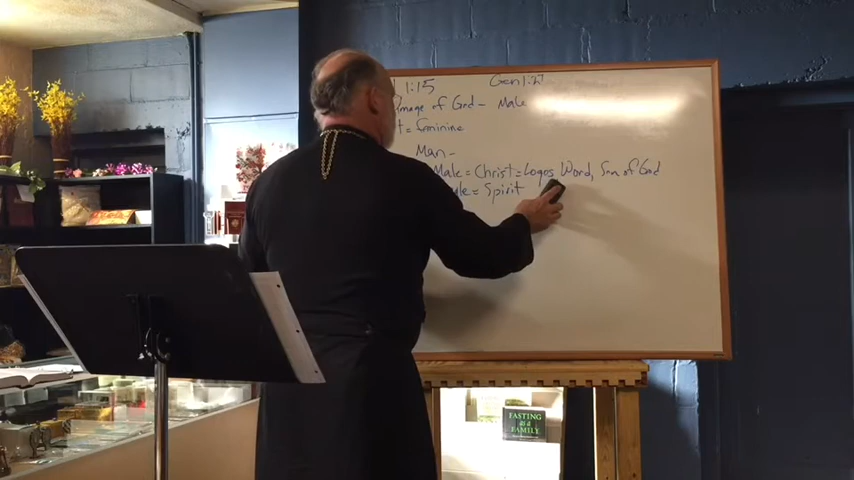 1:15 Gen 1:27
Image of God - Male
= feminine
Man -
Male = Christ = Logos Word, Son of God
= Spirit
FASTING
as a
FAMILY